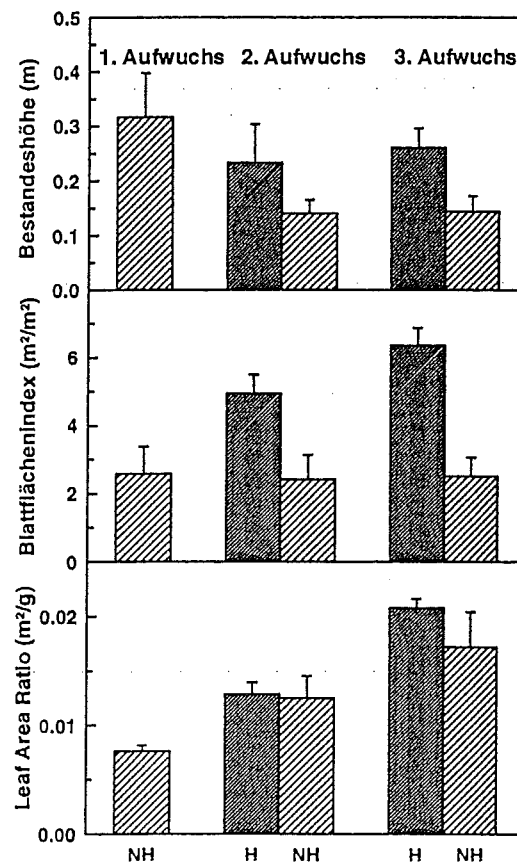 0.5
0.4
0.3
0.2
0.1
0.0
Bestandeshöhe (m)
1. Aufwuchs 2. Aufwuchs 3. Aufwuchs
6
4
2
0
Blattflächenindex (m²/m²)
0.02
0.01
0.00
Leaf Area Ratio (m²/g)
NH H NH H NH